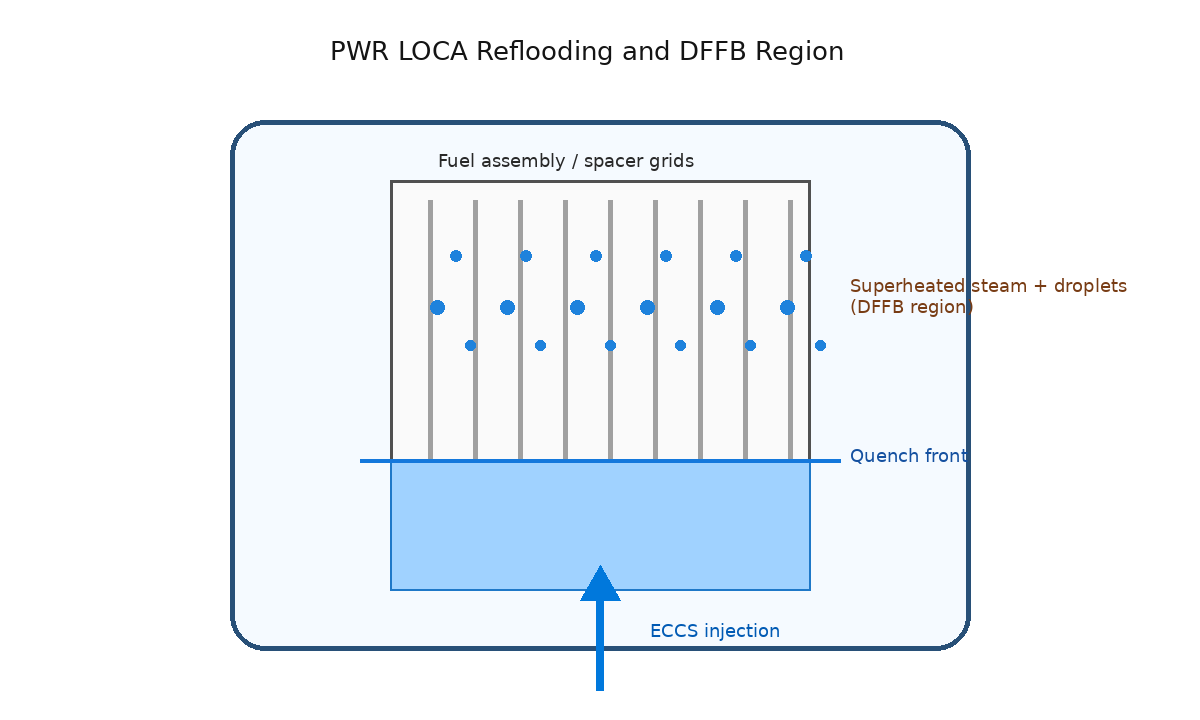 PWR LOCA Reflooding and DFFB Region
Fuel assembly / spacer grids
Superheated steam + droplets
(DFFB region)
Quench front
ECCS injection